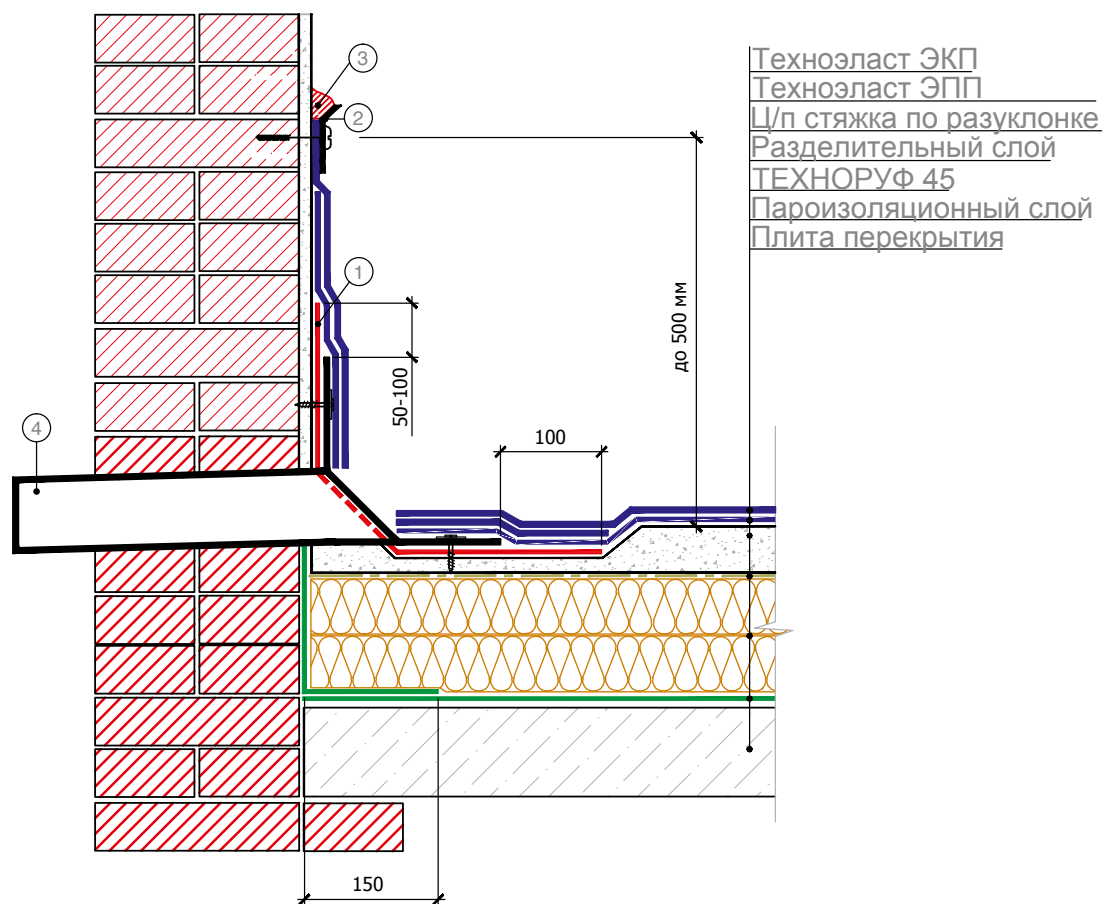 3
2
Техноэласт ЭКП
Техноэласт ЭПП
Ц/п стяжка по разуклонке
Разделительный слой
ТЕХНОРУФ 45
Пароизоляционный слой
Плита перекрытия
1
до 500 мм
50-100
4
100
150